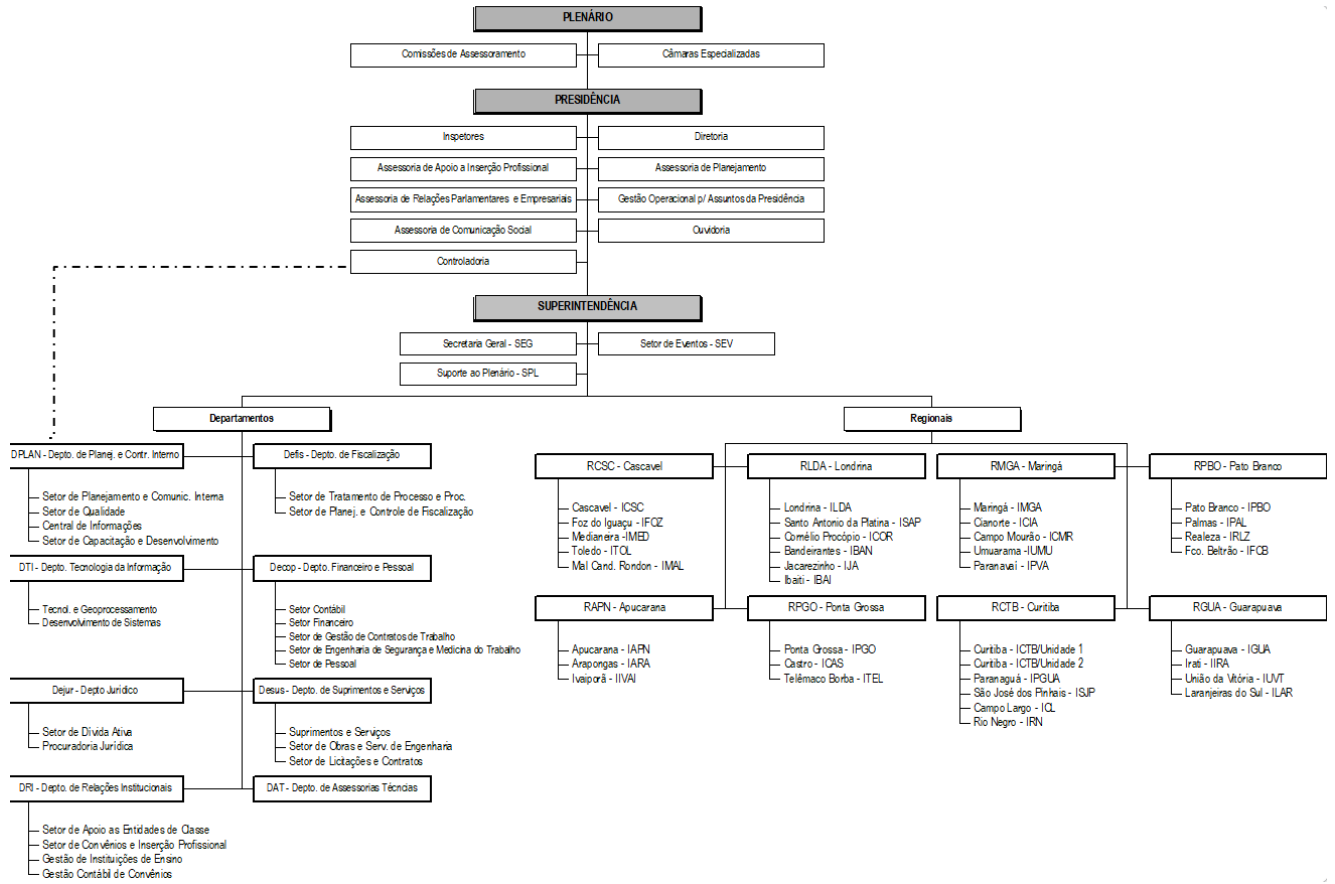 PLENÁRIO
Comissões de Assessoramento
Câmaras Especializadas
PRESIDÊNCIA
Inspetores
Diretoria
Assessoria de Apoio a Inserção Profissional
Assessoria de Planejamento
Assessoria de Relações Parlamentares e Empresariais
Gestão Operacional p/ Assuntos da Presidência
Assessoria de Comunicação Social
Ouvidoria
Controladoria
SUPERINTENDÊNCIA
Secretaria Geral - SEG
Setor de Eventos - SEV
Suporte ao Plenário - SPL
Departamentos
DPLAN - Depto. de Planej. e Contr. Interno
Setor de Planejamento e Comunic. Interna
Setor de Qualidade
Central de Informações
Setor de Capacitação e Desenvolvimento
Defis - Depto. de Fiscalização
Setor de Tratamento de Processo e Proc.
Setor de Planej. e Controle de Fiscalização
DTI - Depto. Tecnologia da Informação
Tecnol. e Geoprocessamento
Desenvolvimento de Sistemas
Decop - Depto. Financeiro e Pessoal
Setor Contábil
Setor Financeiro
Setor de Gestão de Contratos de Trabalho
Setor de Engenharia de Segurança e Medicina do Trabalho
Setor de Pessoal
Dejur - Depto Jurídico
Setor de Dívida Ativa
Procuradoria Jurídica
Desus - Depto. de Suprimentos e Serviços
Suprimentos e Serviços
Setor de Obras e Serv. de Engenharia
Setor de Licitações e Contratos
DRI - Depto. de Relações Institucionais
Setor de Apoio as Entidades de Classe
Setor de Convênios e Inserção Profissional
Gestão de Instituições de Ensino
Gestão Contábil de Convênios
DAT - Depto. de Assessorias Técncias
Regionais
RCSC - Cascavel
Cascavel - ICSC
Foz do Iguaçu - IFOZ
Medianeira -IMED
Toledo - ITOL
Mal Cand. Rondon - IMAL
RLDA - Londrina
Londrina - ILDA
Santo Antonio da Platina - ISAP
Cornélio Procópio - ICOR
Bandeirantes - IBAN
Jacarezinho - IJA
Ibaiti - IBAI
RMGA - Maringá
Maringá - IMGA
Cianorte - ICIA
Campo Mourão - ICMR
Umuarama -IUMU
Paranavaí - IPVA
RPBO - Pato Branco
Pato Branco - IPBO
Palmas - IPAL
Realeza - IRLZ
Fco. Beltrão - IFCB
RAPN - Apucarana
Apucarana - IAPN
Arapongas - IARA
Ivaiporã - IIVAI
RPGO - Ponta Grossa
Ponta Grossa - IPGO
Castro - ICAS
Telêmaco Borba - ITEL
RCTB - Curitiba
Curitiba - ICTB/Unidade 1
Curitiba - ICTB/Unidade 2
Paranaguá - IPGUA
São José dos Pinhais - ISJP
Campo Largo - ICL
Rio Negro - IRN
RGUA - Guarapuava
Guarapuava - IGUA
Irati - IIRA
União da Vitória - IUVT
Laranjeiras do Sul - ILAR